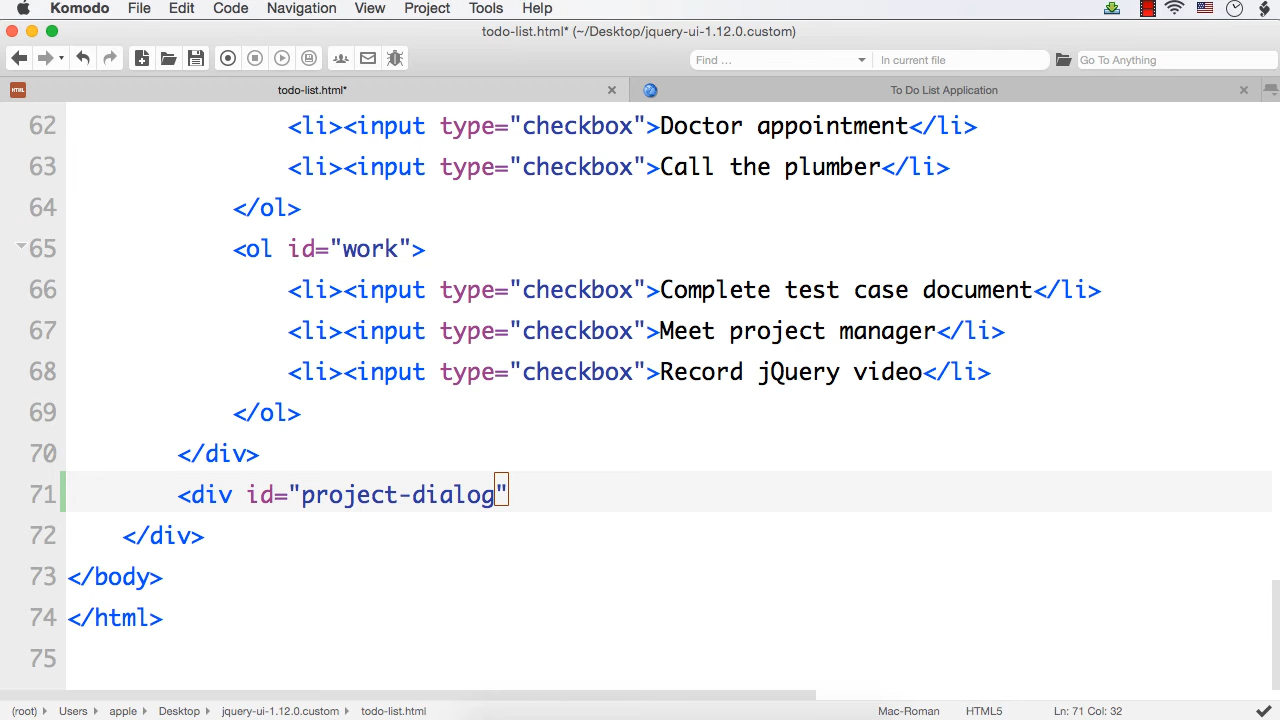 Komodo File Edit Code Navigation View Project Tools Help
todo-list.html* (~/Desktop/jquery-ui-1.12.0.custom)
Find ... In current file Go To Anything
HTML todo-list.html* To Do List Application
62 <li><input type="checkbox">Doctor appointment</li>
63 <li><input type="checkbox">Call the plumber</li>
64 </ol>
65 <ol id="work">
66 <li><input type="checkbox">Complete test case document</li>
67 <li><input type="checkbox">Meet project manager</li>
68 <li><input type="checkbox">Record jQuery video</li>
69 </ol>
70 </div>
71 <div id="project-dialog"
72 </div>
73 </body>
74 </html>
75
(root) Users apple Desktop jquery-ui-1.12.0.custom todo-list.html Mac-Roman HTML5 Ln: 71 Col: 32